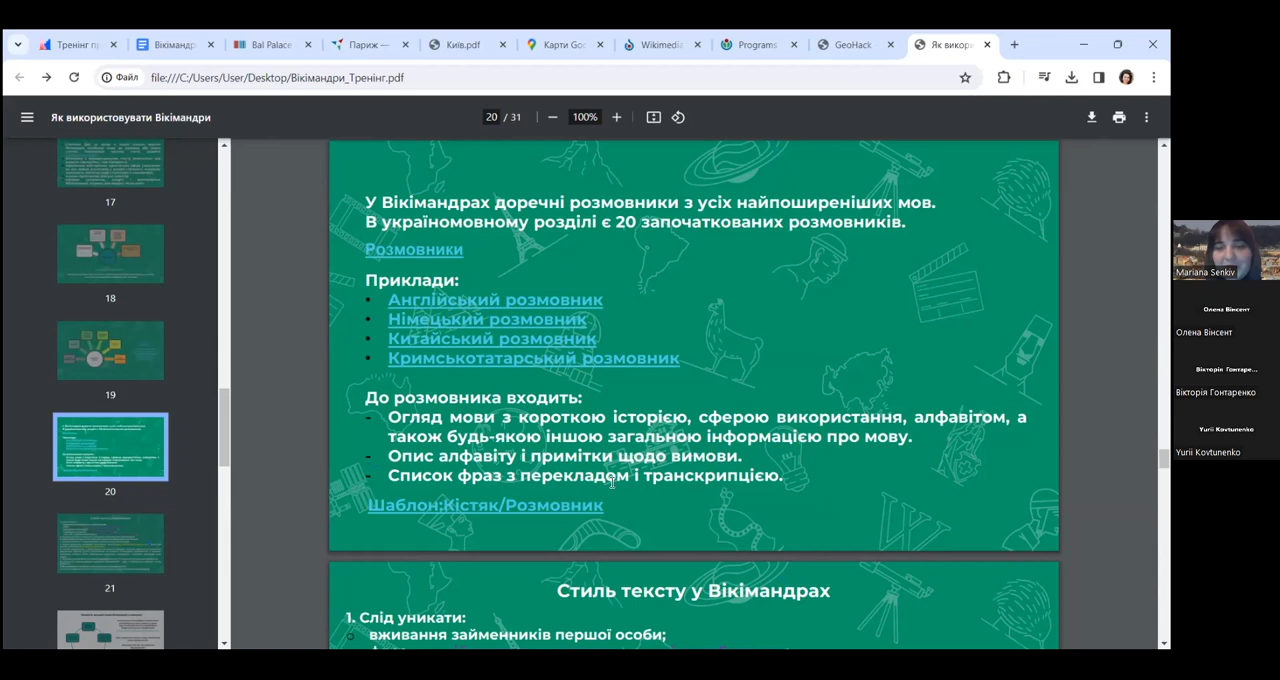 Тренінг п
Вікіманд
Bal Palace
Париж —
Київ.pdf
Карти Goo
Wikimedia
Programs
GeoHack
Як викори
Файл
file:///C:/Users/User/Desktop/Вікімандри_Тренінг.pdf
Як використовувати Вікімандри
20 / 31
100%
17
18
19
20
21
У Вікімандрах доречні розмовники з усіх найпоширеніших мов.
В україномовному розділі є 20 започаткованих розмовників.
Розмовники
Приклади:
• Англійський розмовник
• Німецький розмовник
• Китайський розмовник
• Кримськотатарський розмовник
До розмовника входить:
- Огляд мови з короткою історією, сферою використання, алфавітом, а
також будь-якою іншою загальною інформацією про мову.
- Опис алфавіту і примітки щодо вимови.
- Список фраз з перекладом і транскрипцією.
Шаблон:Кістяк/Розмовник
Стиль тексту у Вікімандрах
1. Слід уникати:
вживання займенників першої особи;
Mariana Senkiv
Олена Вінсент
Олена Вінсент
Вікторія Гонтаре...
Вікторія Гонтаренко
Yurii Kovtunenko
Yurii Kovtunenko